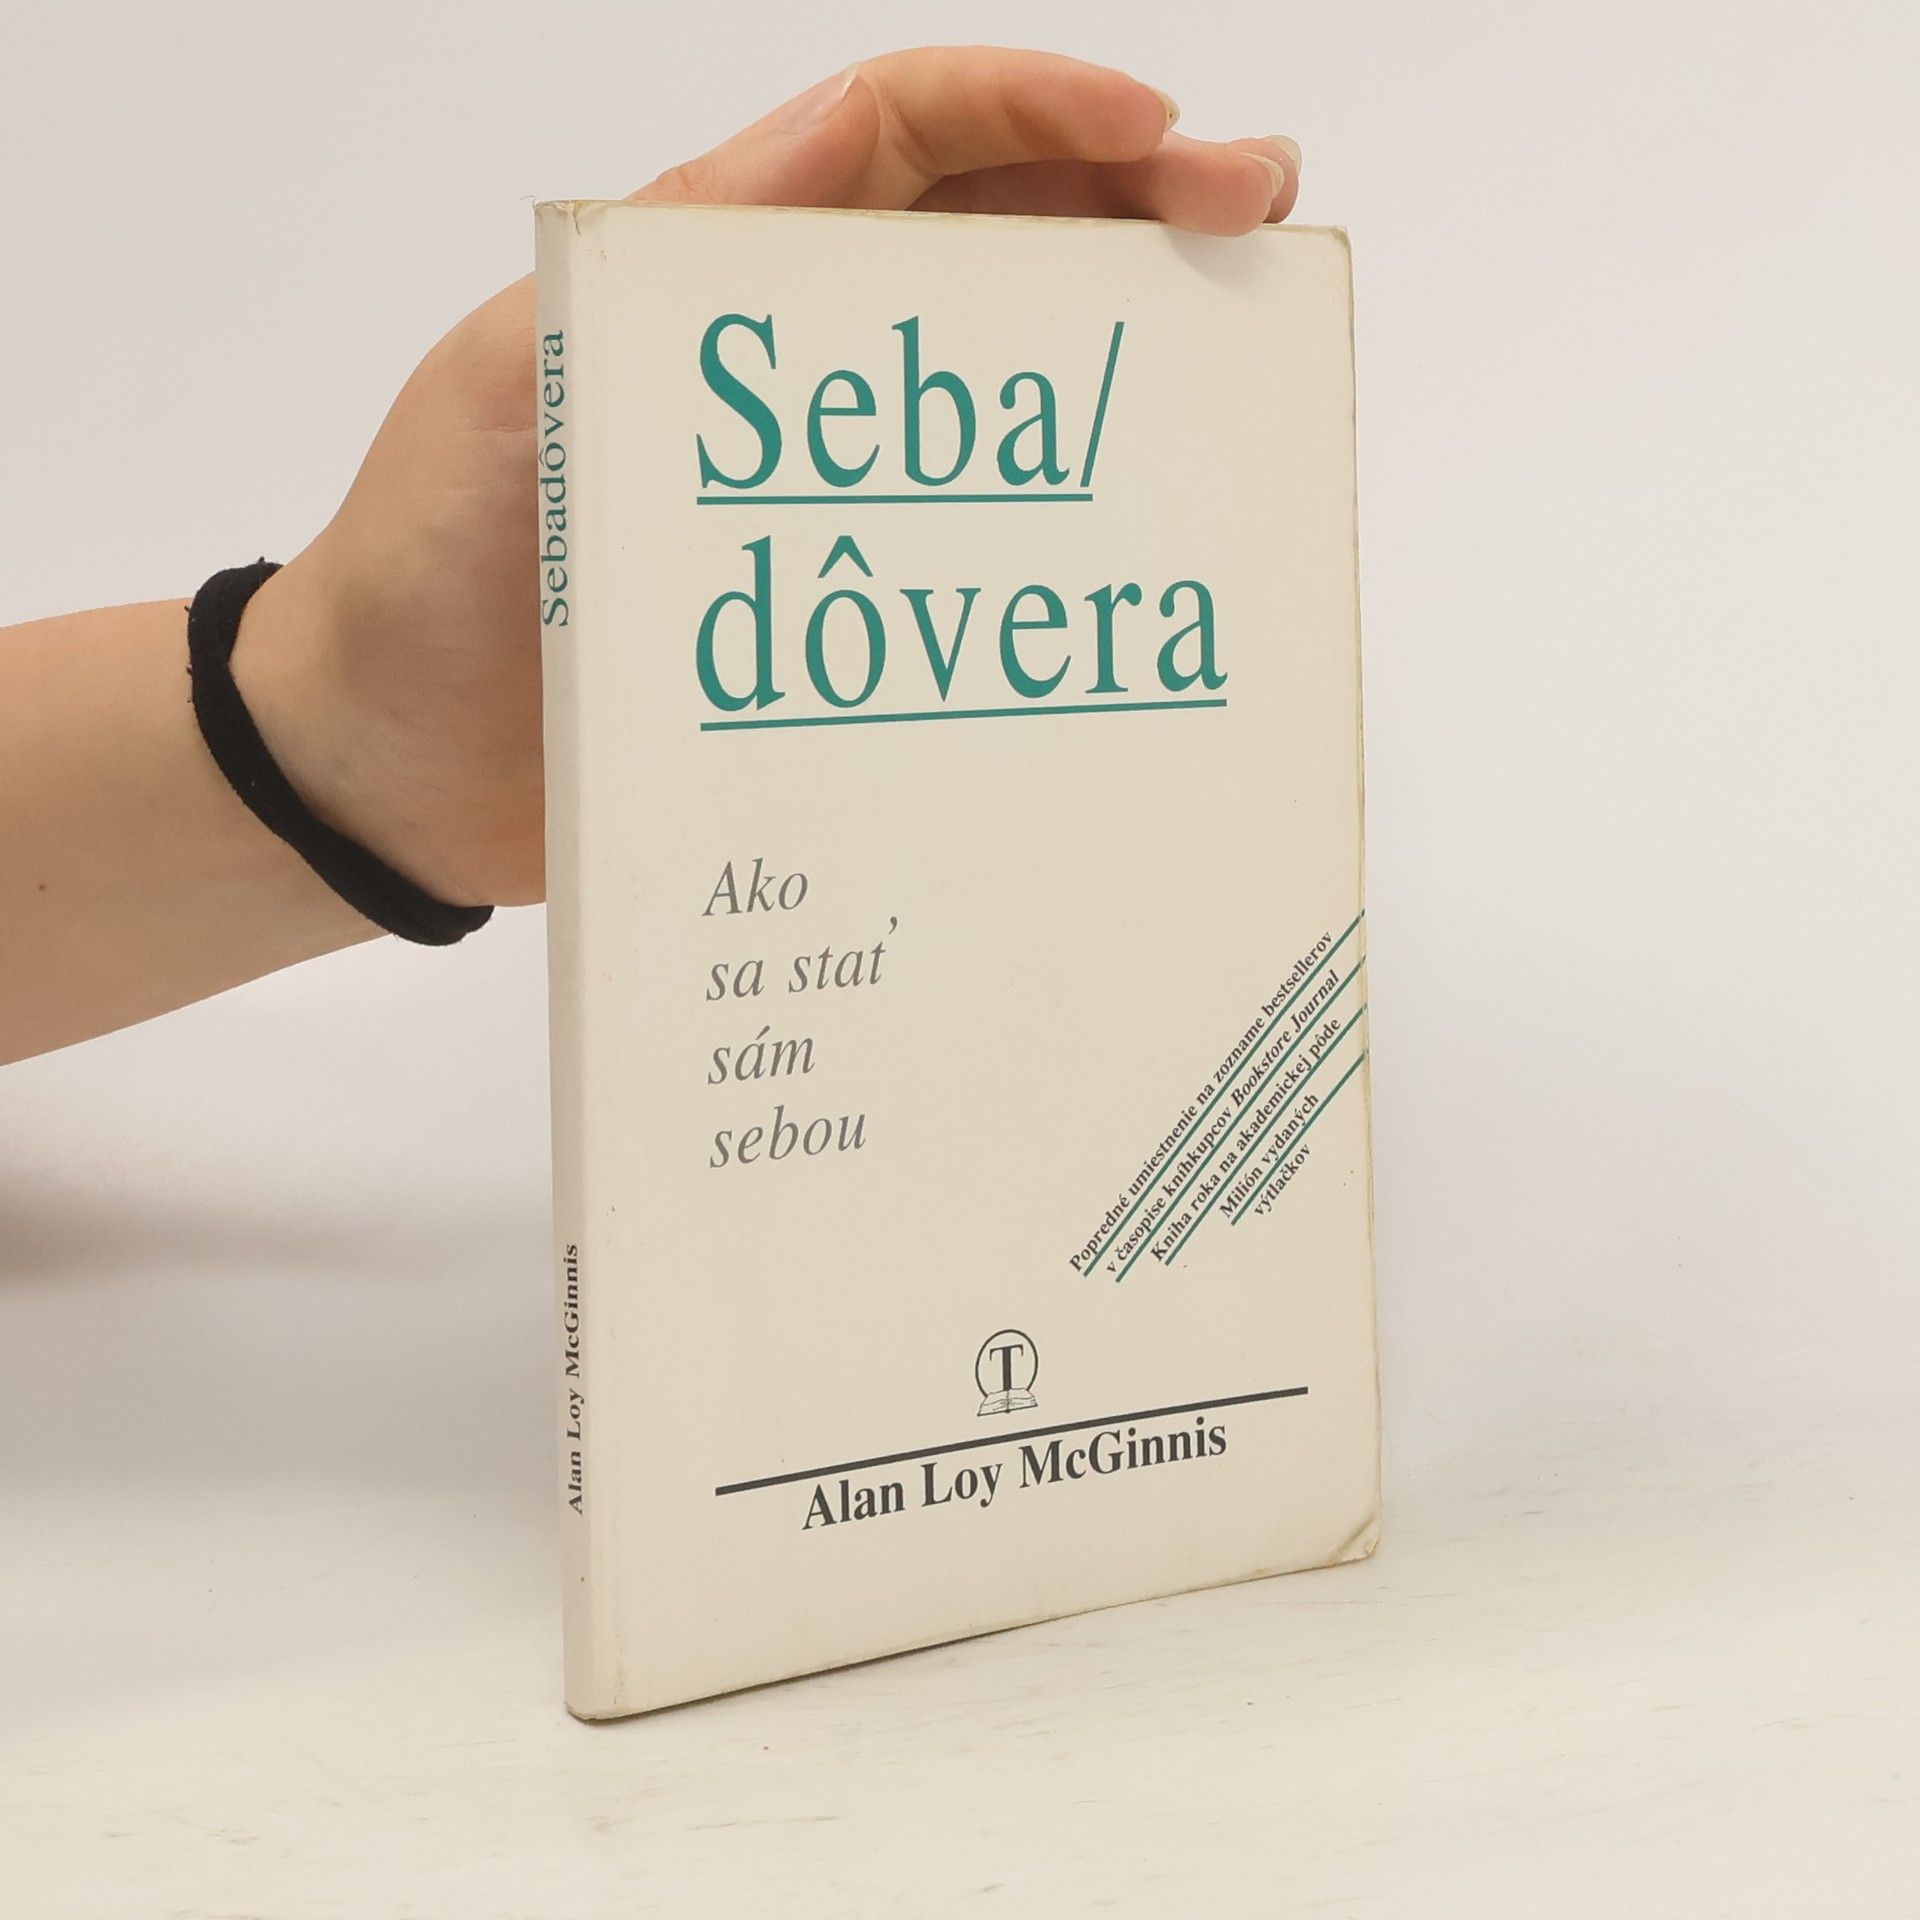 Sebadôvera
Alan Loy McGinnis
Seba/
dôvera
Ako
sa stať
sám
sebou
Popredné umiestnenie na zozname bestsellerov
v časopise kníhkupcov Bookstore Journal
Kniha roka na akademickej pôde
Milión vydaných
výtlačkov
T
Alan Loy McGinnis